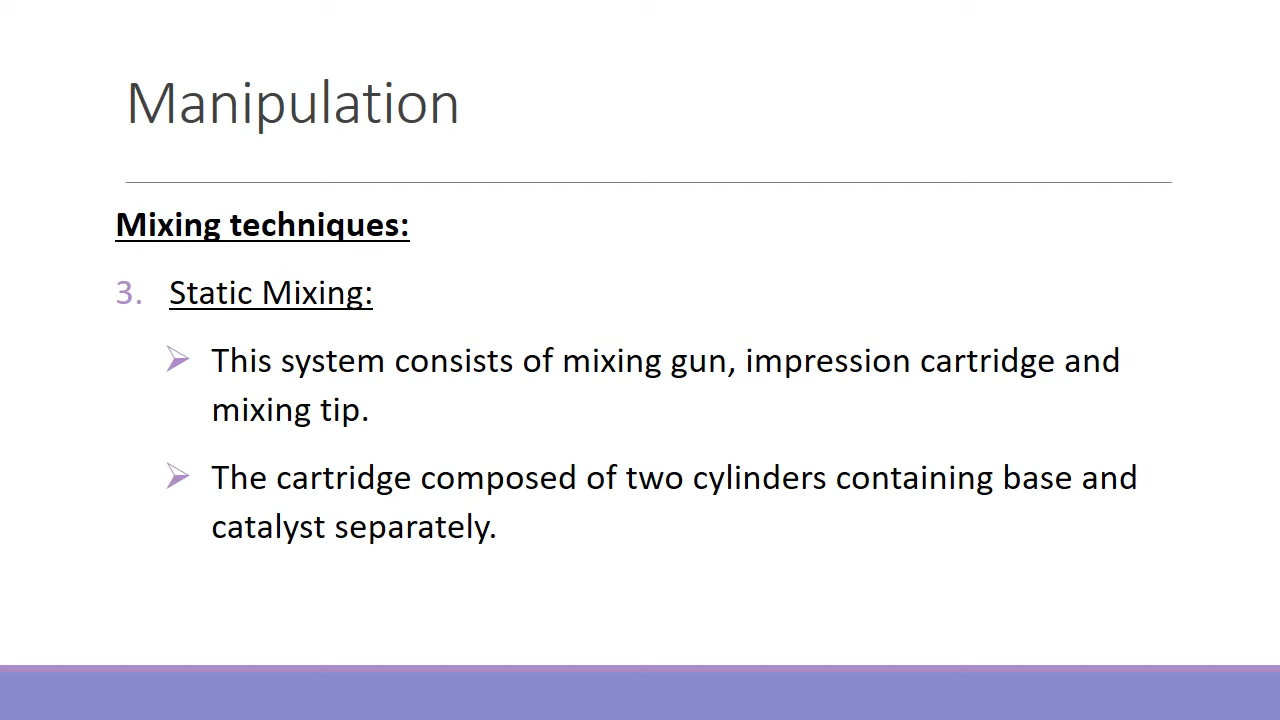 Manipulation
Mixing techniques:
3. Static Mixing:
This system consists of mixing gun, impression cartridge and
mixing tip.
The cartridge composed of two cylinders containing base and
catalyst separately.